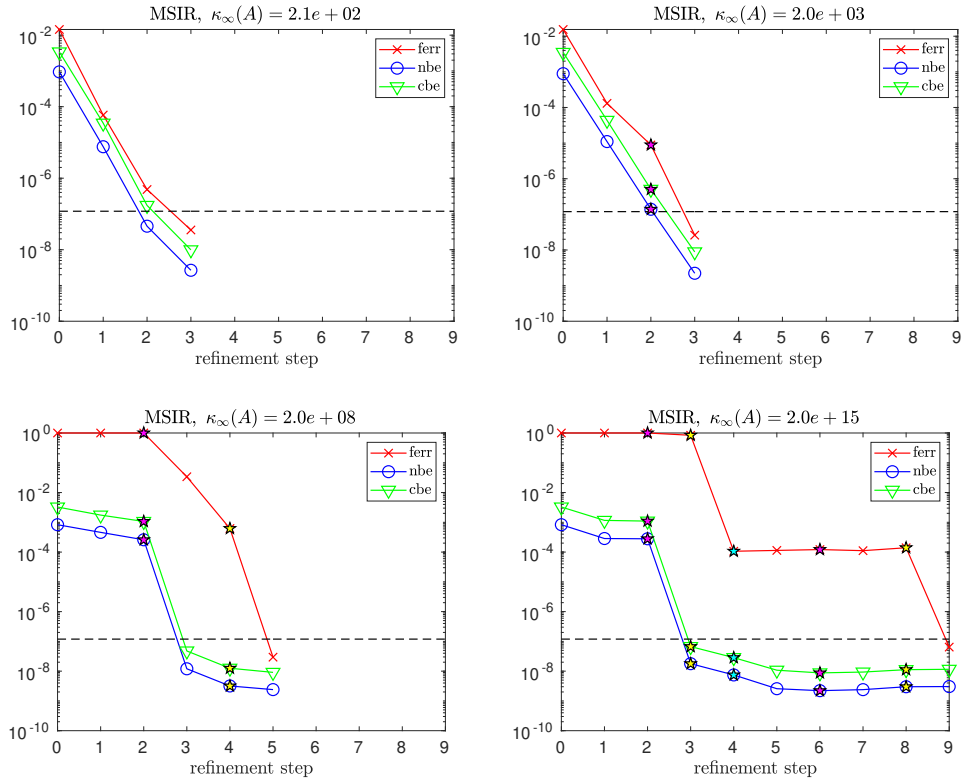 MSIR, κ∞(A) = 2.1e + 02
10^-2
10^-4
10^-6
10^-8
10^-10
ferr
nbe
cbe
0 1 2 3 4 5 6 7 8 9
refinement step
MSIR, κ∞(A) = 2.0e + 03
10^-2
10^-4
10^-6
10^-8
10^-10
ferr
nbe
cbe
0 1 2 3 4 5 6 7 8 9
refinement step
MSIR, κ∞(A) = 2.0e + 08
10^0
10^-2
10^-4
10^-6
10^-8
10^-10
ferr
nbe
cbe
0 1 2 3 4 5 6 7 8 9
refinement step
MSIR, κ∞(A) = 2.0e + 15
10^0
10^-2
10^-4
10^-6
10^-8
10^-10
ferr
nbe
cbe
0 1 2 3 4 5 6 7 8 9
refinement step